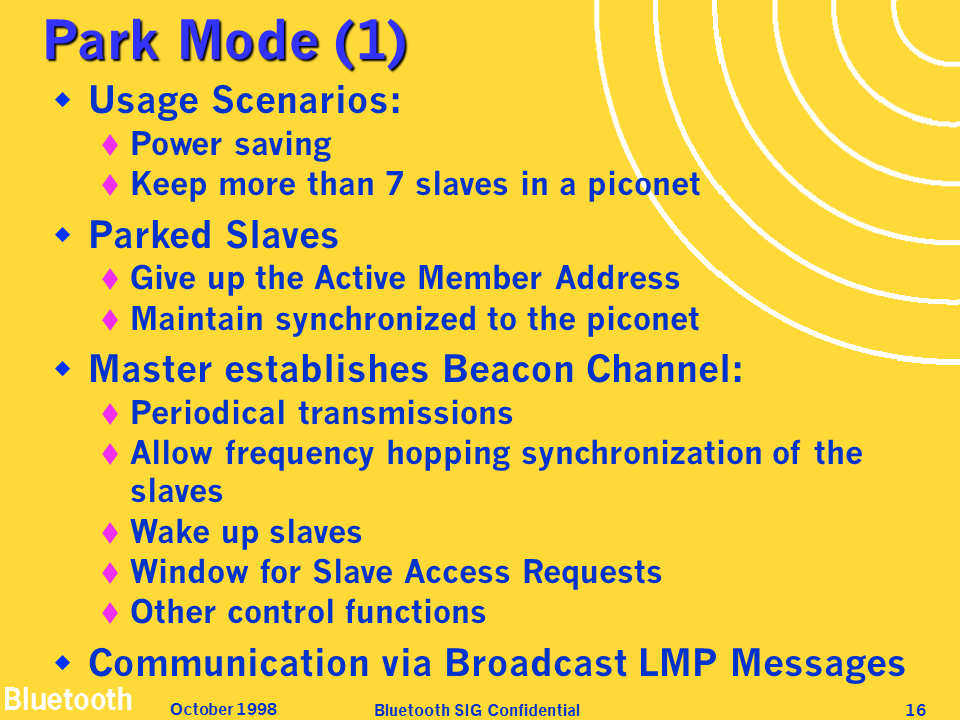 Park Mode (1)
Usage Scenarios:
Power saving
Keep more than 7 slaves in a piconet
Parked Slaves
Give up the Active Member Address
Maintain synchronized to the piconet
Master establishes Beacon Channel:
Periodical transmissions
Allow frequency hopping synchronization of the
slaves
Wake up slaves
Window for Slave Access Requests
Other control functions
Communication via Broadcast LMP Messages
Bluetooth
October 1998
Bluetooth SIG Confidential
16